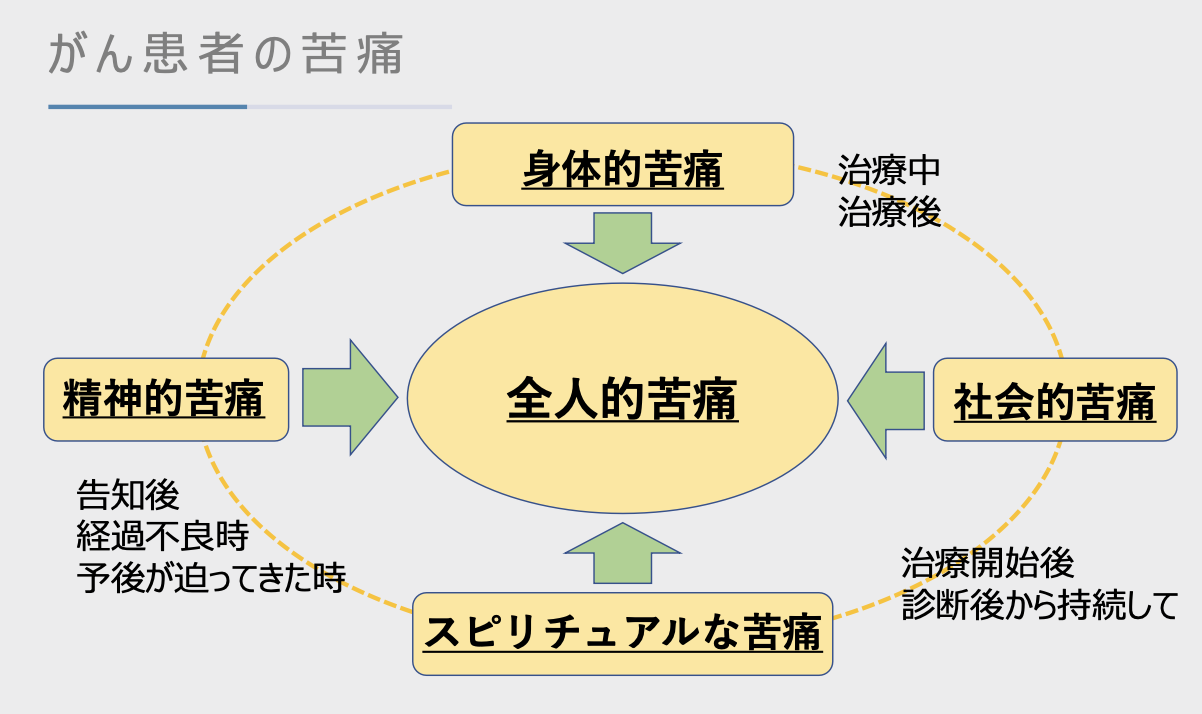 がん患者の苦痛
身体的苦痛
治療中
治療後
精神的苦痛
全人的苦痛
社会的苦痛
告知後
経過不良時
予後が迫ってきた時
治療開始後
診断後から持続して
スピリチュアルな苦痛